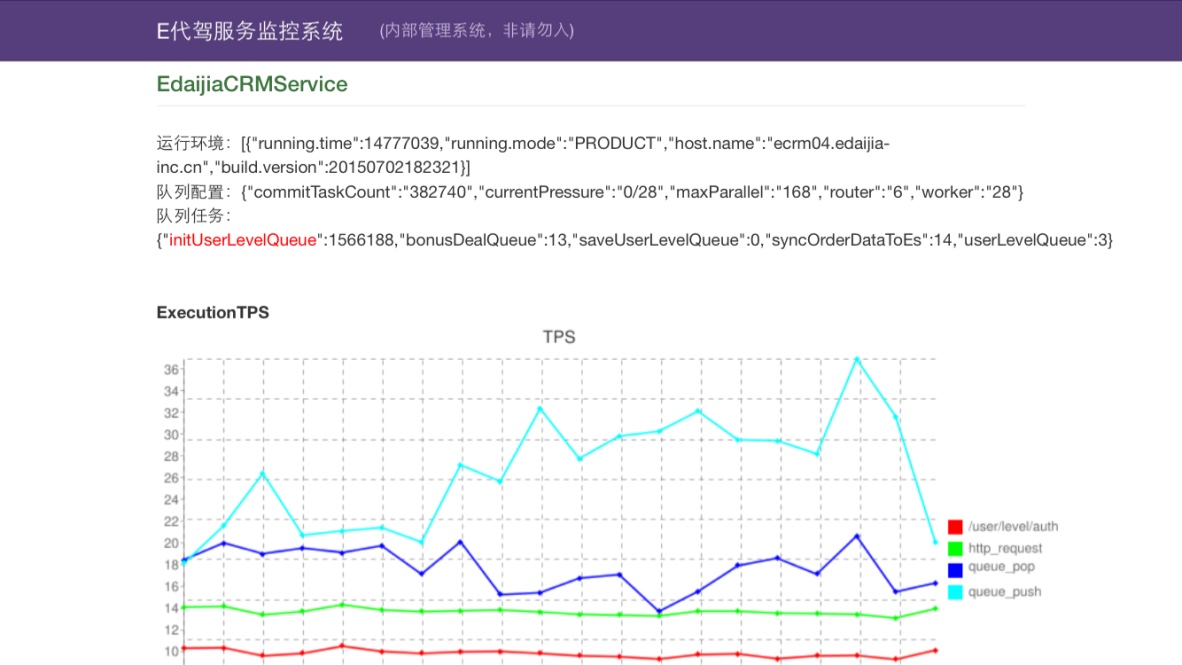 E代驾服务监控系统 (内部管理系统，非请勿入)
EdaijiaCRMService
运行环境：[{"running.time":14777039,"running.mode":"PRODUCT","host.name":"ecrm04.edaijia-
inc.cn","build.version":20150702182321}]
队列配置：{"commitTaskCount":"382740","currentPressure":"0/28","maxParallel":"168","router":"6","worker":"28"}
队列任务：
{"initUserLevelQueue":1566188,"bonusDealQueue":13,"saveUserLevelQueue":0,"syncOrderDataToEs":14,"userLevelQueue":3}
ExecutionTPS
TPS
36
34
32
30
28
26
24
22
20
18
16
14
12
10
/user/level/auth
http_request
queue_pop
queue_push